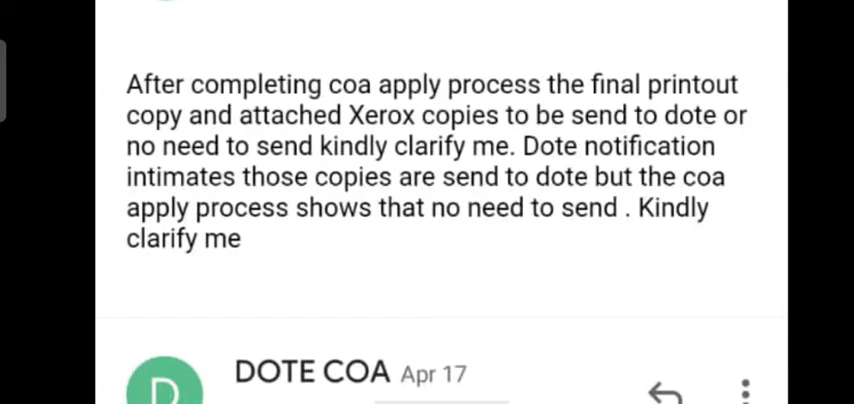 After completing coa apply process the final printout
copy and attached Xerox copies to be send to dote or
no need to send kindly clarify me. Dote notification
intimates those copies are send to dote but the coa
apply process shows that no need to send . Kindly
clarify me
D
DOTE COA Apr 17